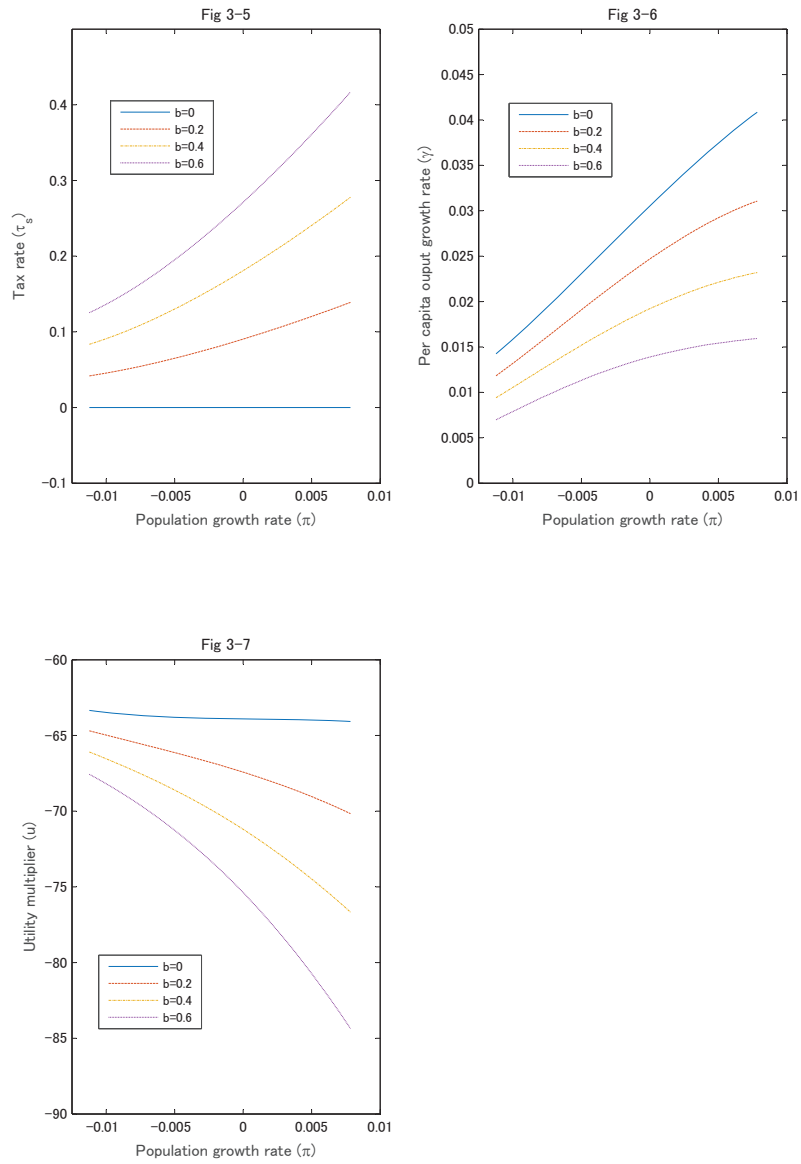 Fig 3-5
0.4
0.3
0.2
0.1
0
-0.1
Tax rate (τs)
b=0
b=0.2
b=0.4
b=0.6
-0.01 -0.005 0 0.005 0.01
Population growth rate (π)
Fig 3-6
0.05
0.045
0.04
0.035
0.03
0.025
0.02
0.015
0.01
0.005
0
Per capita ouput growth rate (γ)
b=0
b=0.2
b=0.4
b=0.6
-0.01 -0.005 0 0.005 0.01
Population growth rate (π)
Fig 3-7
-60
-65
-70
-75
-80
-85
-90
Utility multiplier (u)
b=0
b=0.2
b=0.4
b=0.6
-0.01 -0.005 0 0.005 0.01
Population growth rate (π)